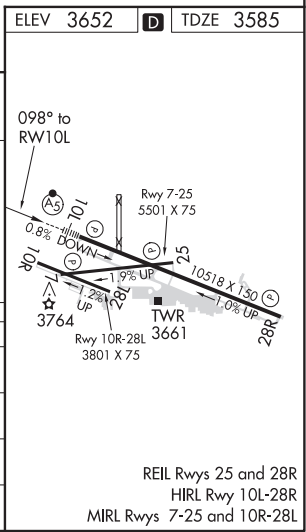 ELEV 3652
D
TDZE 3585
098° to
RW10L
A5
10L
P
Rwy 7-25
5501 X 75
0.8%
DOWN
P
P
25
10R
7
1.9% UP
10518 X 150
1.2%
UP
28L
1.0% UP
P
28R
3764
Rwy 10R-28L
3801 X 75
TWR
3661
REIL Rwys 25 and 28R
HIRL Rwy 10L-28R
MIRL Rwys 7-25 and 10R-28L